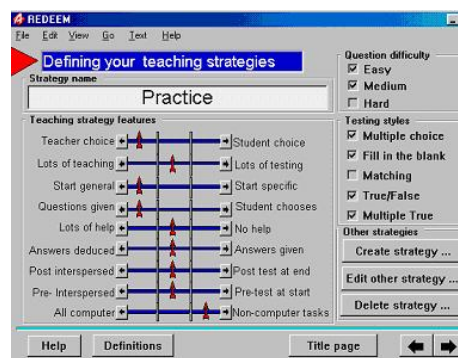 REDEEM
File Edit View Go Text Help
Defining your teaching strategies
Strategy name
Practice
Teaching strategy features
Teacher choice Student choice
Lots of teaching Lots of testing
Start general Start specific
Questions given Student chooses
Lots of help No help
Answers deduced Answers given
Post interspersed Post test at end
Pre- Interspersed Pre-test at start
All computer Non-computer tasks
Question difficulty
Easy
Medium
Hard
Testing styles
Multiple choice
Fill in the blank
Matching
True/False
Multiple True
Other strategies
Create strategy ...
Edit other strategy ...
Delete strategy ...
Help Definitions Title page